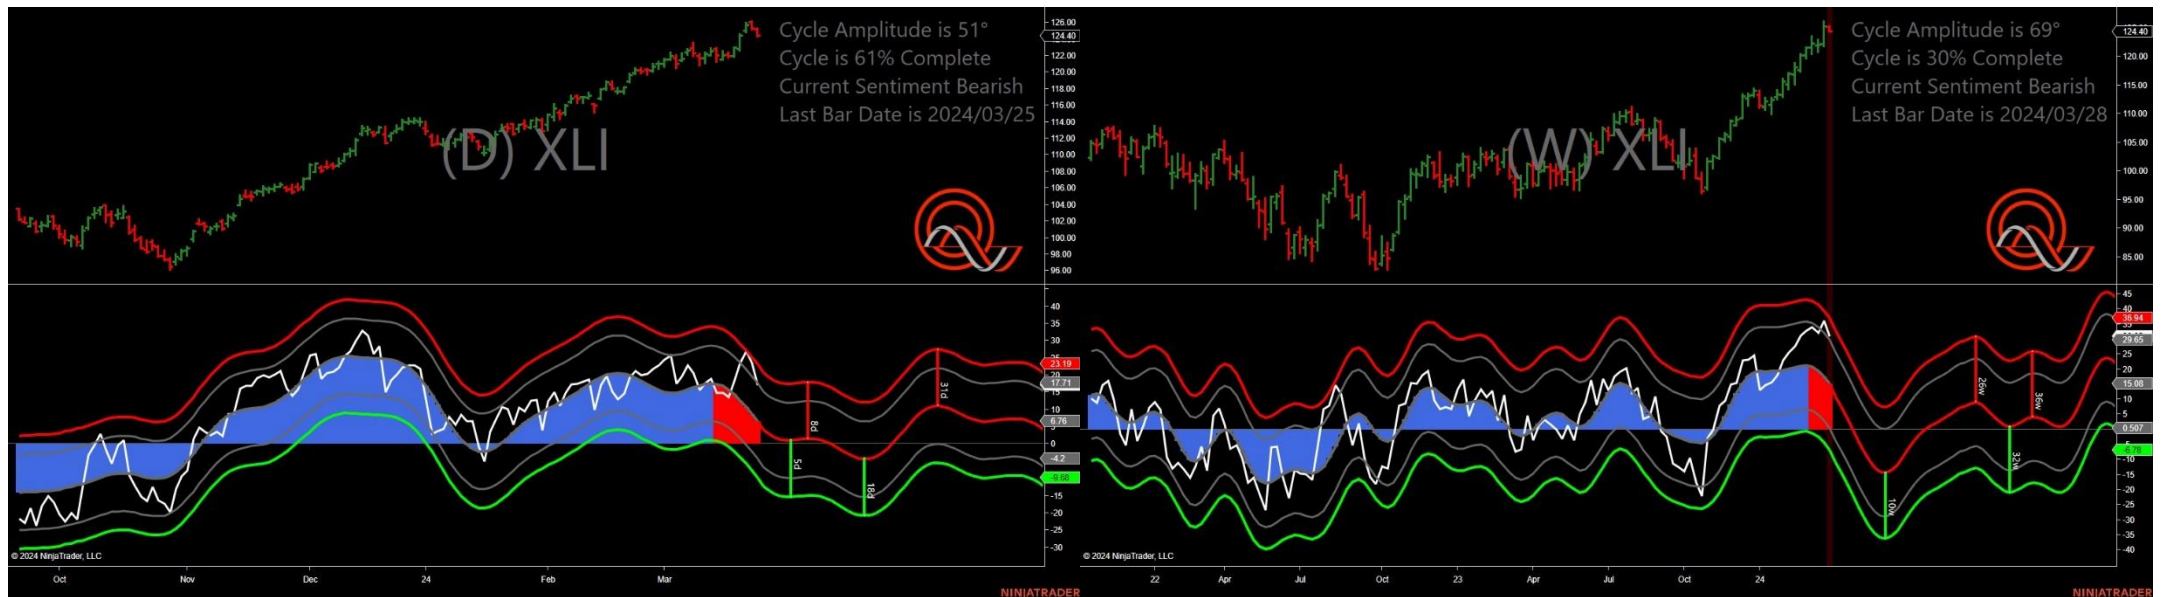 Cycle Amplitude is 51°
Cycle is 61% Complete
Current Sentiment Bearish
Last Bar Date is 2024/03/25
(D) XLI
126.00
124.40
122.00
120.00
118.00
116.00
114.00
112.00
110.00
108.00
106.00
104.00
102.00
100.00
98.00
96.00
40
35
30
25
23.19
20
17.71
15
10
6.76
0
-4.2
-9.68
-15
-20
-25
-30
8d
5d
18d
31d
© 2024 NinjaTrader, LLC
Oct Nov Dec 24 Feb Mar
NINJATRADER
Cycle Amplitude is 69°
Cycle is 30% Complete
Current Sentiment Bearish
Last Bar Date is 2024/03/28
(W) XLI
124.40
120.00
115.00
110.00
105.00
100.00
95.00
90.00
85.00
45
36.94
35
29.65
25
20
15.08
10
5
0.507
-6.78
-10
-15
-20
-25
-30
-35
-40
10w
26w
32w
36w
© 2024 NinjaTrader, LLC
22 Apr Jul Oct 23 Apr Jul Oct 24
NINJATRADER